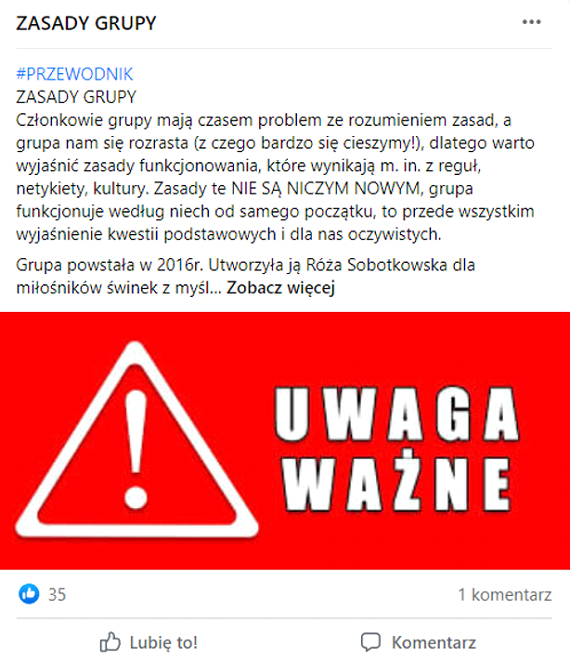 ZASADY GRUPY
#PRZEWODNIK
ZASADY GRUPY
Członkowie grupy mają czasem problem ze rozumieniem zasad, a
grupa nam się rozrasta (z czego bardzo się cieszymy!), dlatego warto
wyjaśnić zasady funkcjonowania, które wynikają m. in. z reguł,
netykiety, kultury. Zasady te NIE SĄ NICZYM NOWYM, grupa
funkcjonuje według niech od samego początku, to przede wszystkim
wyjaśnienie kwestii podstawowych i dla nas oczywistych.
Grupa powstała w 2016r. Utworzyła ją Róża Sobotkowska dla
miłośników świnek z myśl... Zobacz więcej
UWAGA
WAŻNE
35
1 komentarz
Lubię to!
Komentarz